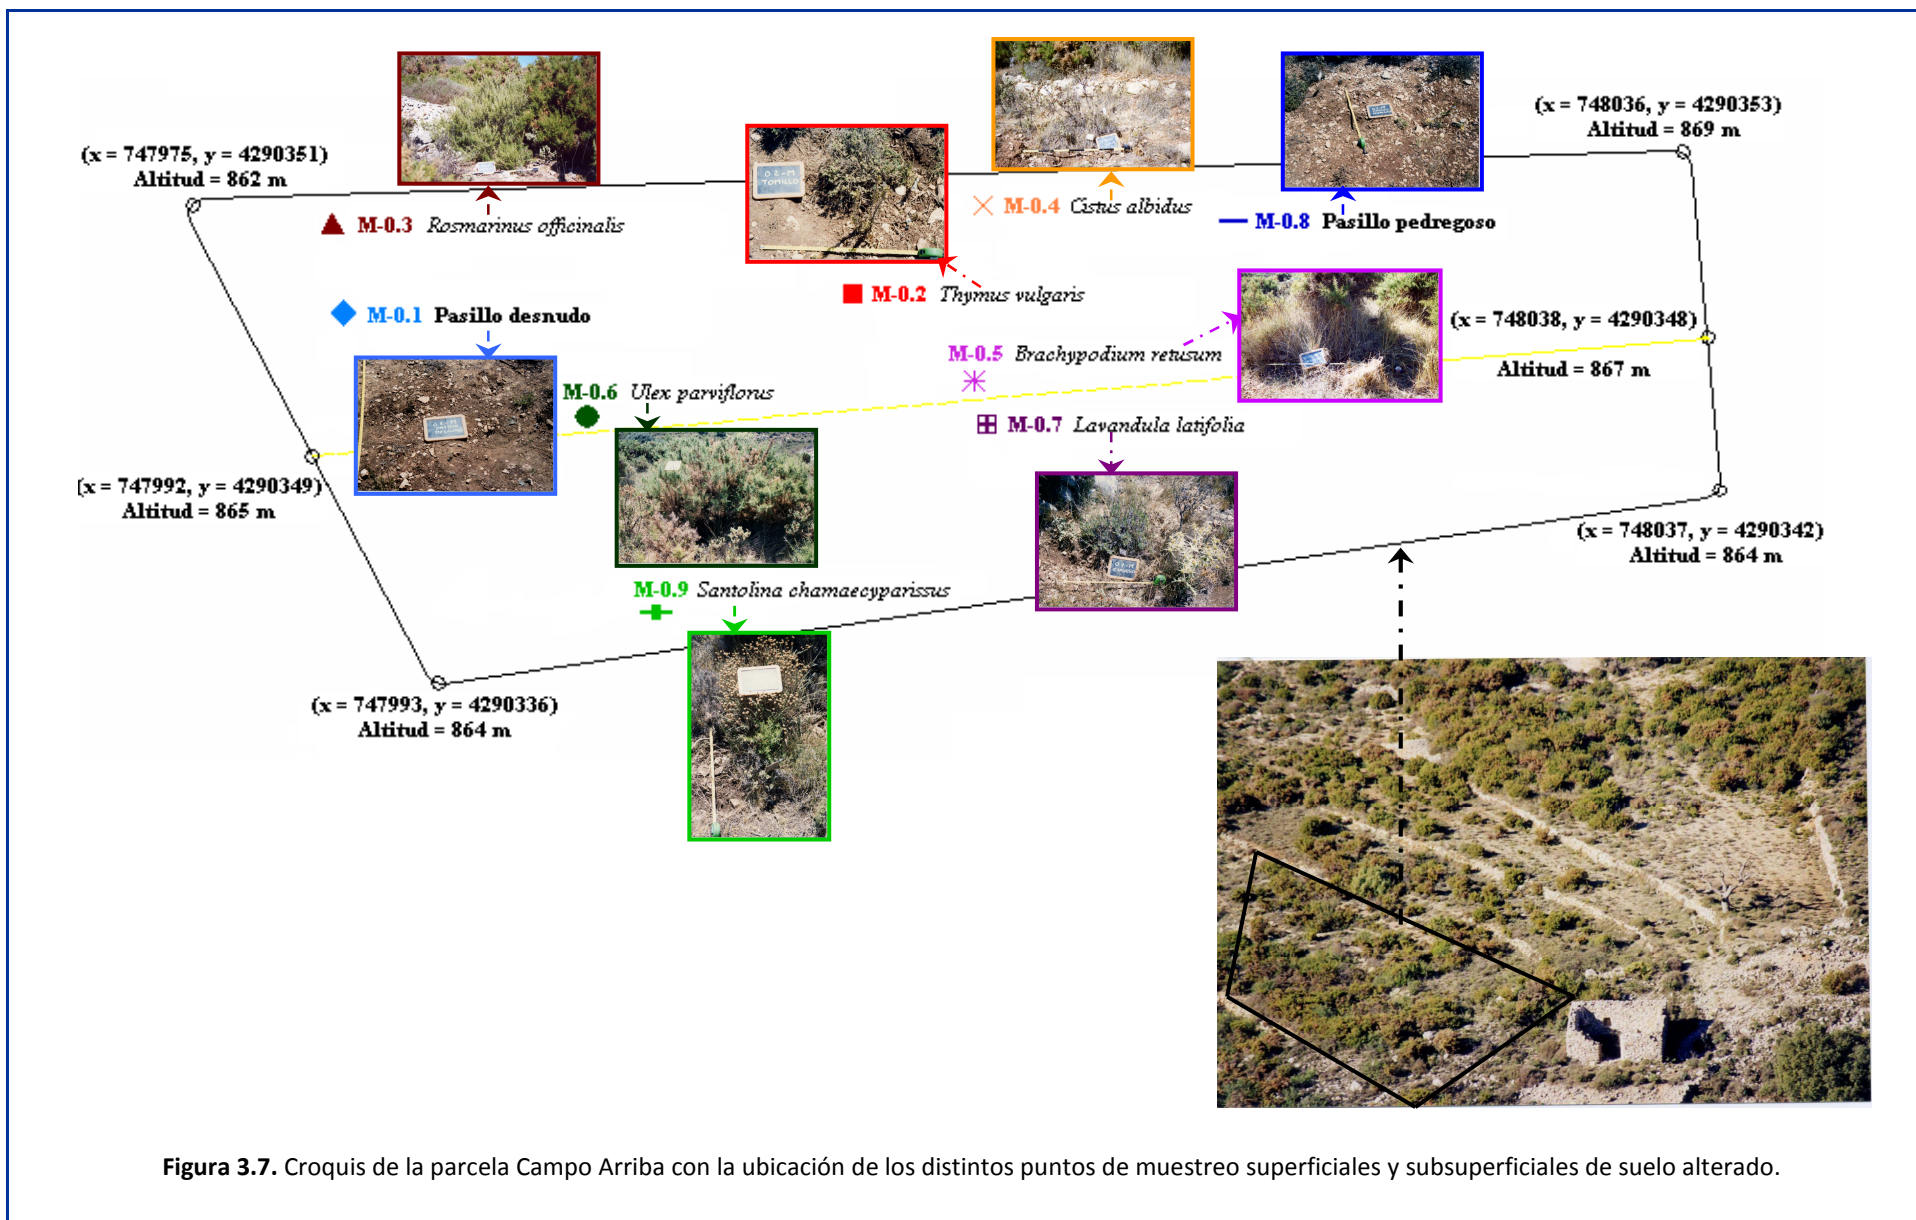 (x = 748036, y = 4290353)
Altitud = 869 m
(x = 747975, y = 4290351)
Altitud = 862 m
M-0.3 Rosmarinus officinalis
02-M
TOMILLO
M-0.4 Cistus albidus
M-0.8 Pasillo pedregoso
M-0.2 Thymus vulgaris
M-0.1 Pasillo desnudo
M-0.5 Brachypodium retusum
(x = 748038, y = 4290348)
Altitud = 867 m
M-0.6 Ulex parviflorus
M-0.7 Lavandula latifolia
(x = 747992, y = 4290349)
Altitud = 865 m
(x = 748037, y = 4290342)
Altitud = 864 m
M-0.9 Santolina chamaecyparissus
(x = 747993, y = 4290336)
Altitud = 864 m
Figura 3.7. Croquis de la parcela Campo Arriba con la ubicación de los distintos puntos de muestreo superficiales y subsuperficiales de suelo alterado.